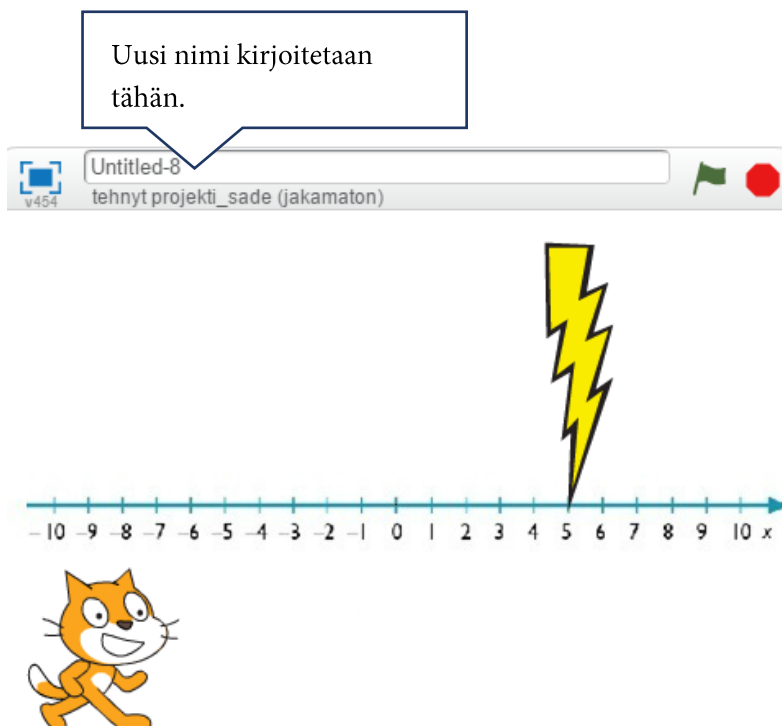 Uusi nimi kirjoitetaan
tähän.
Untitled-8
v454
tehnyt projekti_sade (jakamaton)
–10 –9 –8 –7 –6 –5 –4 –3 –2 –1 0 1 2 3 4 5 6 7 8 9 10 x